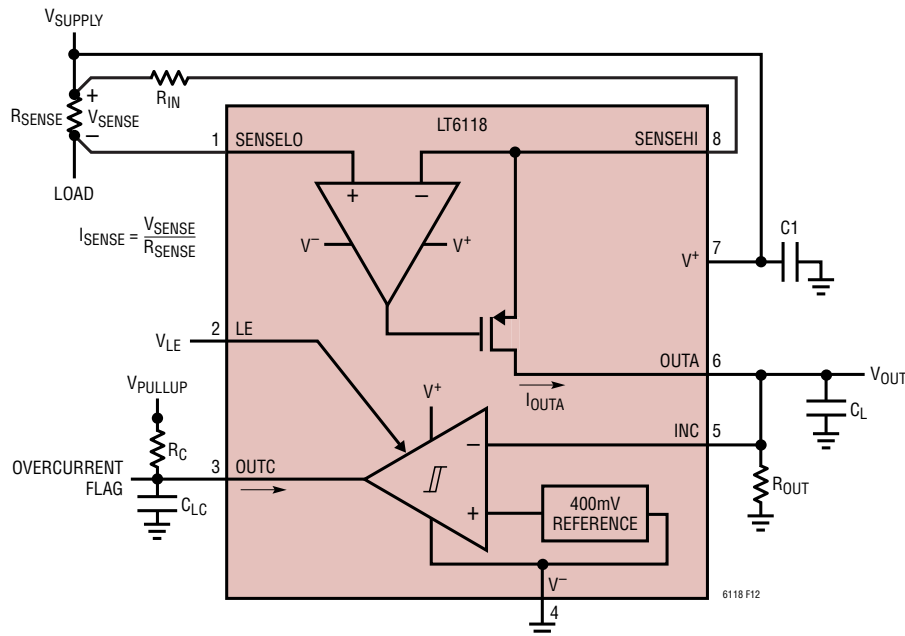 VSUPPLY
RIN
RSENSE
+
VSENSE
–
LOAD
ISENSE = VSENSE
RSENSE
LT6118
1 SENSELO
SENSEHI 8
+ –
V– V+
C1
7
V+
2 LE
VLE
OUTA 6
VOUT
IOUTA
CL
VPULLUP
V+
INC 5
–
RC
OVERCURRENT
FLAG
3 OUTC
CLC
+
400mV
REFERENCE
ROUT
V–
4
6118 F12